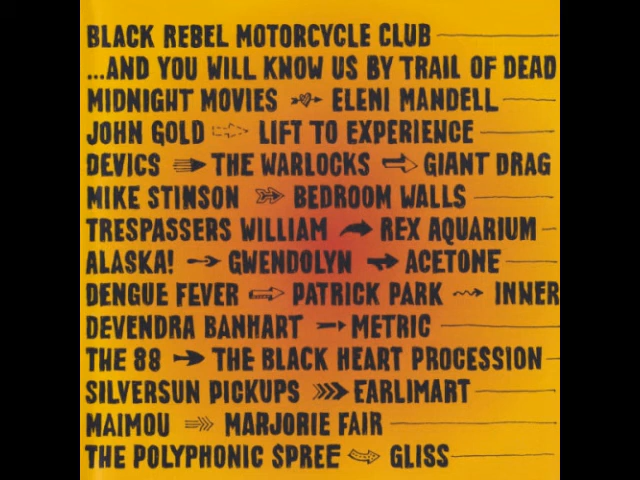 BLACK REBEL MOTORCYCLE CLUB
...AND YOU WILL KNOW US BY TRAIL OF DEAD
MIDNIGHT MOVIES ELENI MANDELL
JOHN GOLD LIFT TO EXPERIENCE
DEVICS THE WARLOCKS GIANT DRAG
MIKE STINSON BEDROOM WALLS
TRESPASSERS WILLIAM REX AQUARIUM
ALASKA! GWENDOLYN ACETONE
DENGUE FEVER PATRICK PARK INNER
DEVENDRA BANHART METRIC
THE 88 THE BLACK HEART PROCESSION
SILVERSUN PICKUPS EARLIMART
MAIMOU MARJORIE FAIR
THE POLYPHONIC $PREE GLISS